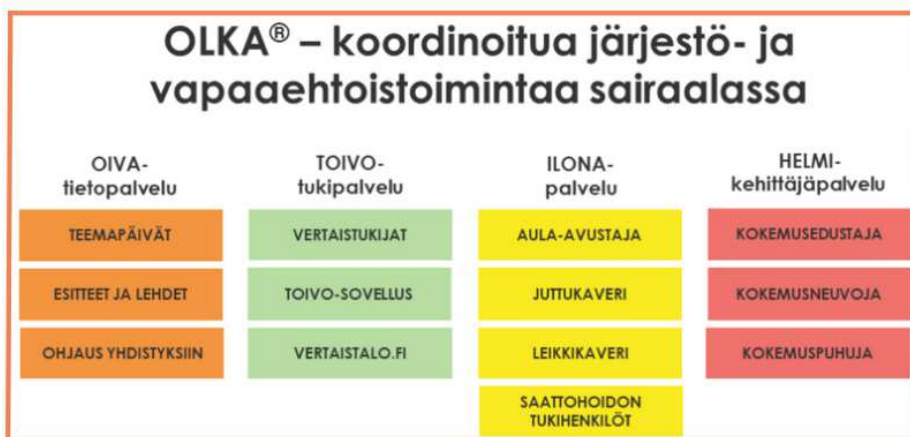 OLKA® – koordinoitua järjestö- ja
vapaaehtoistoimintaa sairaalassa
OIVA-
tietopalvelu
TEEMAPÄIVÄT
ESITTEET JA LEHDET
OHJAUS YHDISTYKSIIN
TOIVO-
tukipalvelu
VERTAISTUKIJAT
TOIVO-SOVELLUS
VERTAISTALO.FI
ILONA-
palvelu
AULA-AVUSTAJA
JUTTUKAVERI
LEIKKIKAVERI
SAATTOHOIDON
TUKIHENKILÖT
HELMI-
kehittäjäpalvelu
KOKEMUSEDUSTAJA
KOKEMUSNEUVOJA
KOKEMUSPUHUJA